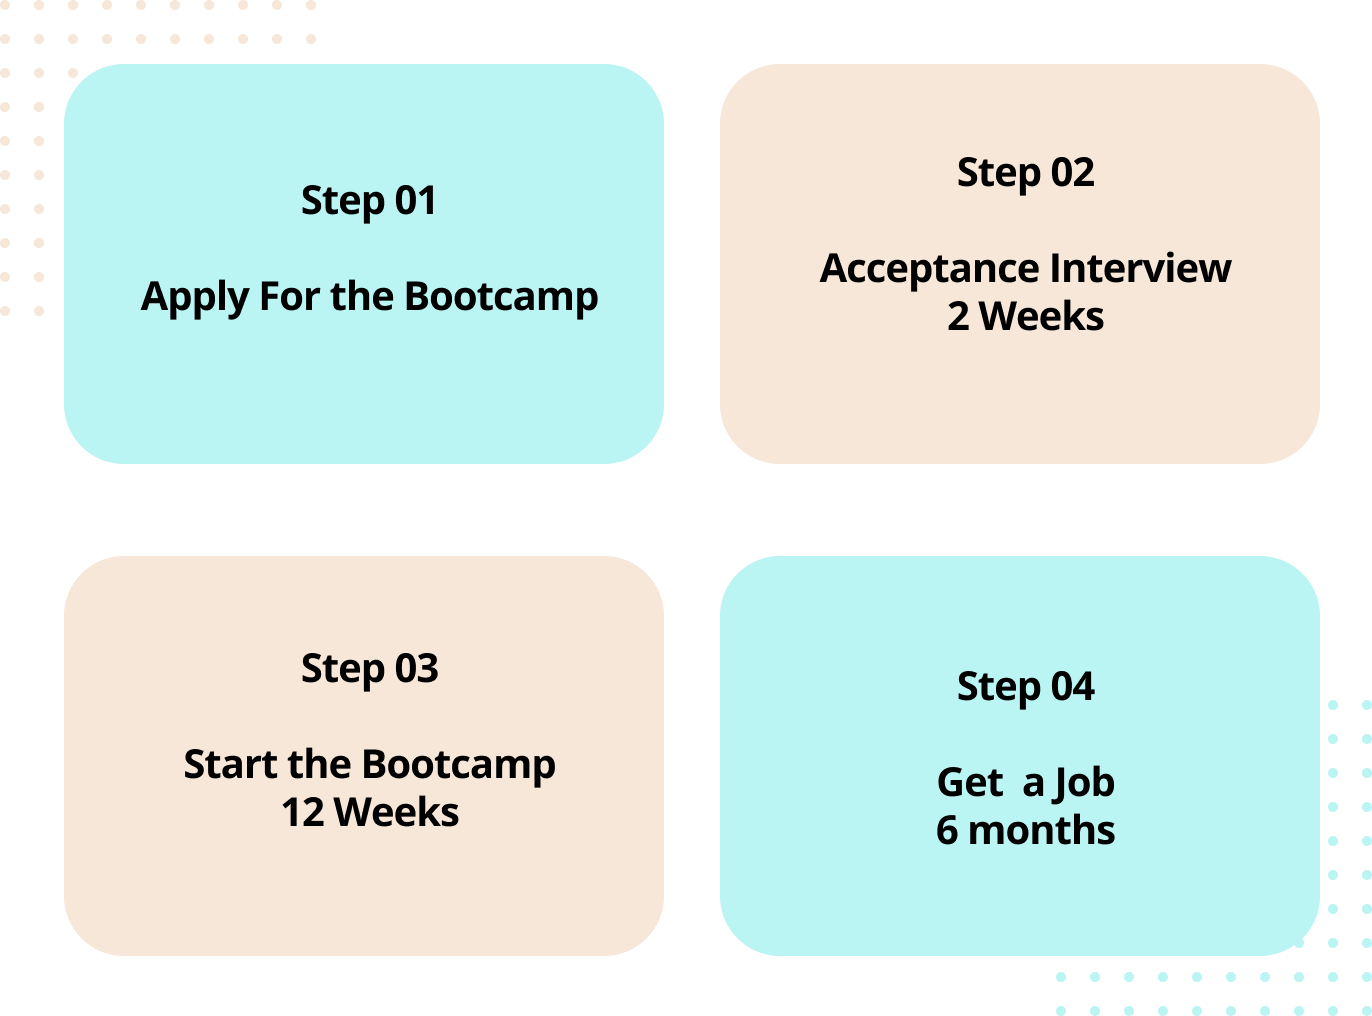 Step 01
Apply For the Bootcamp
Step 02
Acceptance Interview
2 Weeks
Step 03
Start the Bootcamp
12 Weeks
Step 04
Get  a Job
6 months